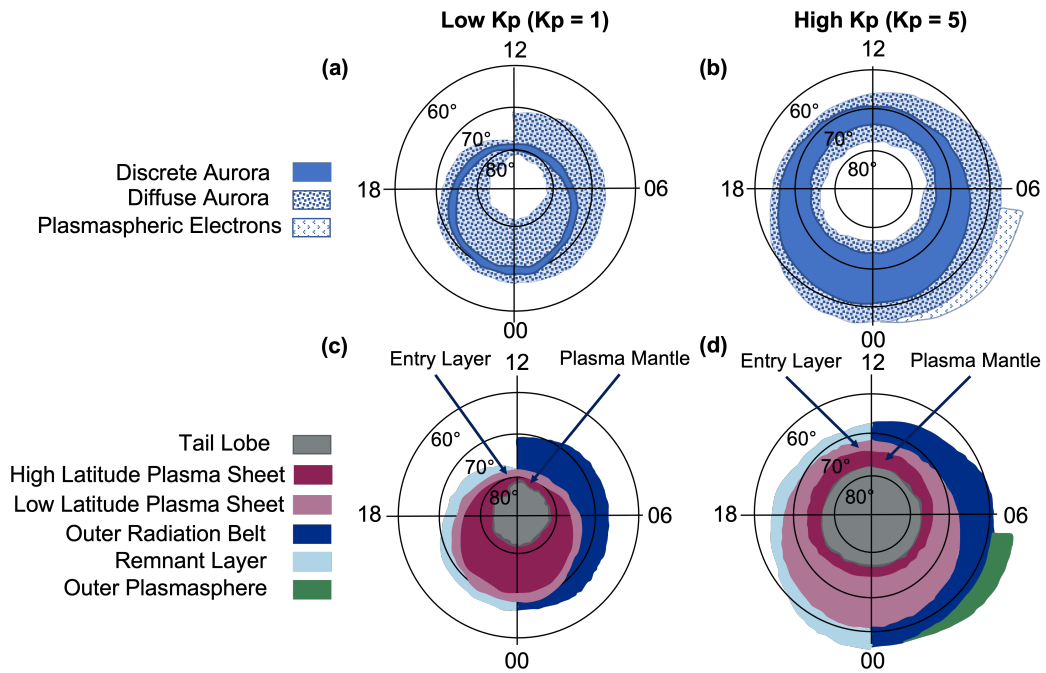 Low Kp (Kp = 1)
High Kp (Kp = 5)
(a)
12
60°
70°
80°
18
06
00
(b)
12
60°
70°
80°
18
06
00
Discrete Aurora
Diffuse Aurora
Plasmaspheric Electrons
(c)
Entry Layer
Plasma Mantle
12
60°
70°
80°
18
06
00
(d)
Entry Layer
Plasma Mantle
12
60°
70°
80°
18
06
00
Tail Lobe
High Latitude Plasma Sheet
Low Latitude Plasma Sheet
Outer Radiation Belt
Remnant Layer
Outer Plasmasphere